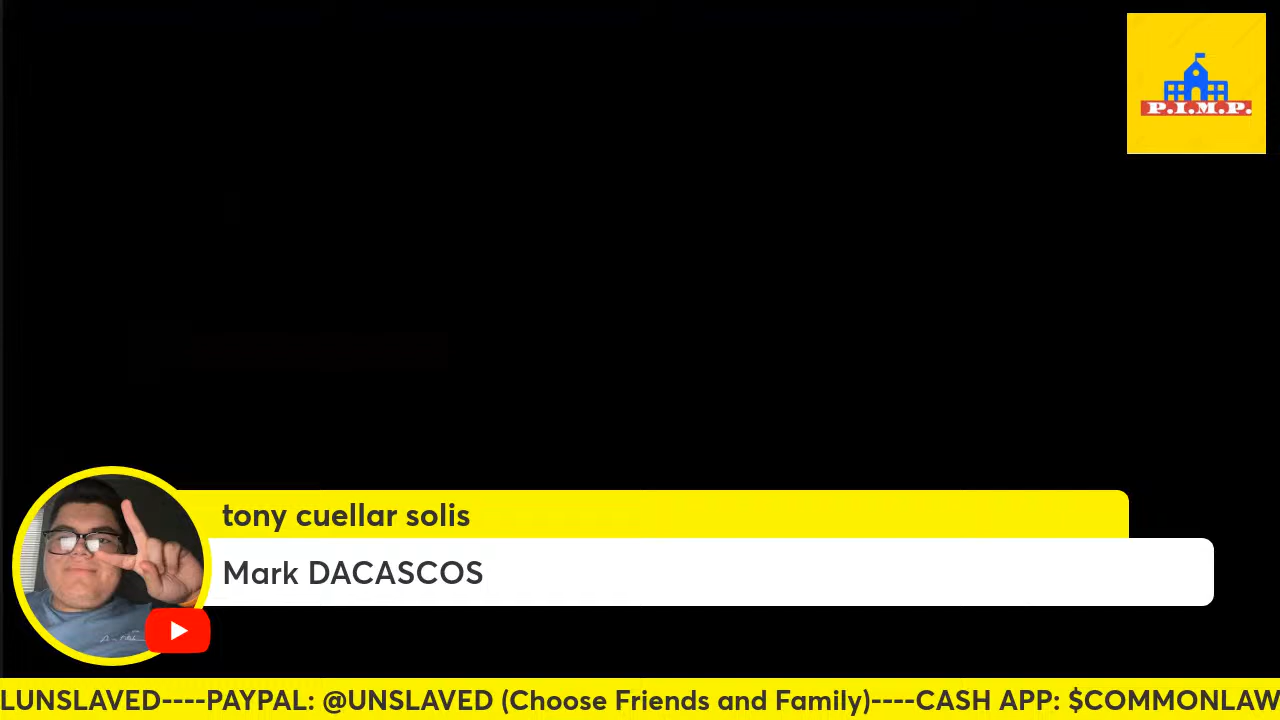 P.I.M.P.
tony cuellar solis
Mark DACASCOS
LUNSLAVED----PAYPAL: @UNSLAVED (Choose Friends and Family)----CASH APP: $COMMONLAW